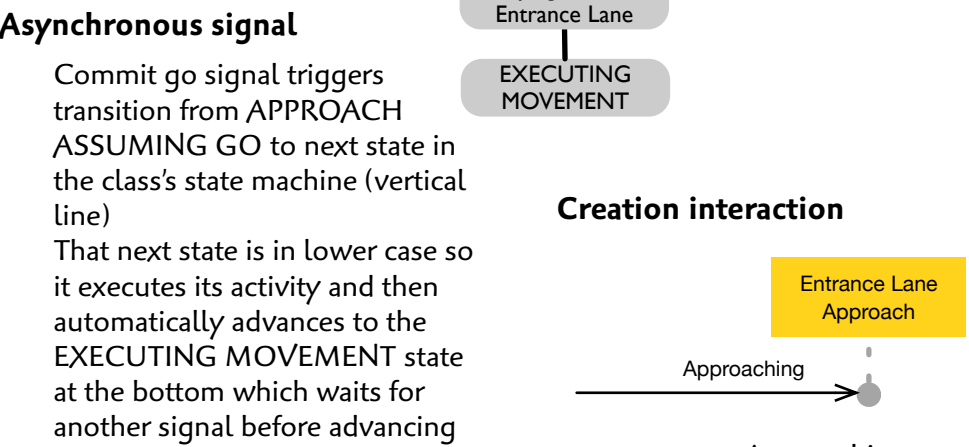 Asynchronous signal
Commit go signal triggers
transition from APPROACH
ASSUMING GO to next state in
the class's state machine (vertical
line)
That next state is in lower case so
it executes its activity and then
automatically advances to the
EXECUTING MOVEMENT state
at the bottom which waits for
another signal before advancing
Entrance Lane
EXECUTING
MOVEMENT
Creation interaction
Entrance Lane
Approach
Approaching